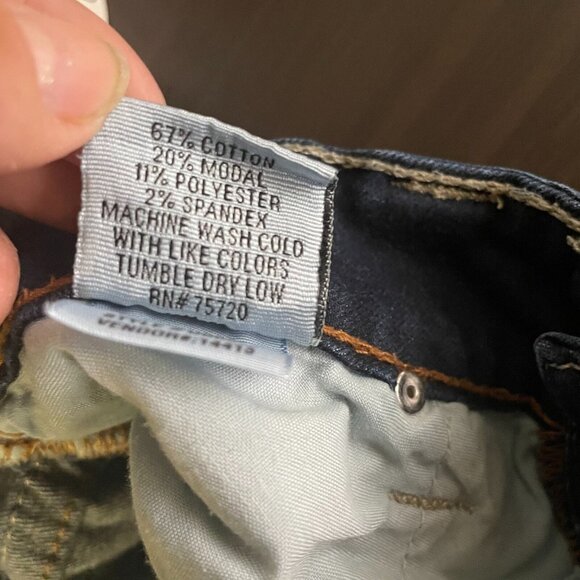 67% COTTON
20% MODAL
11% POLYESTER
2% SPANDEX
MACHINE WASH COLD
WITH LIKE COLORS
TUMBLE DRY LOW
RN# 75720